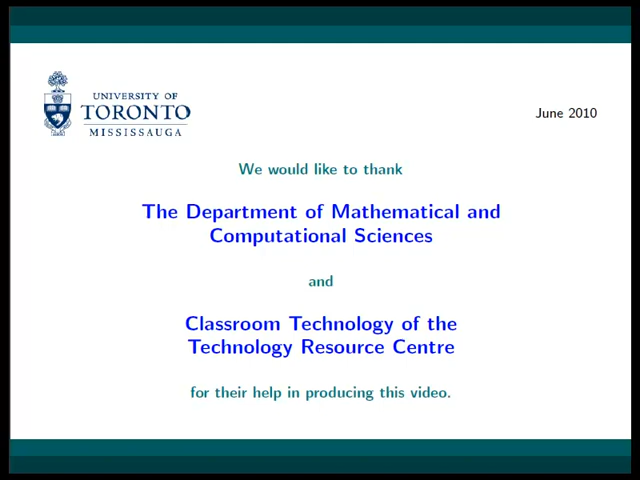 UNIVERSITY OF
TORONTO
MISSISSAUGA
June 2010
We would like to thank
The Department of Mathematical and
Computational Sciences
and
Classroom Technology of the
Technology Resource Centre
for their help in producing this video.